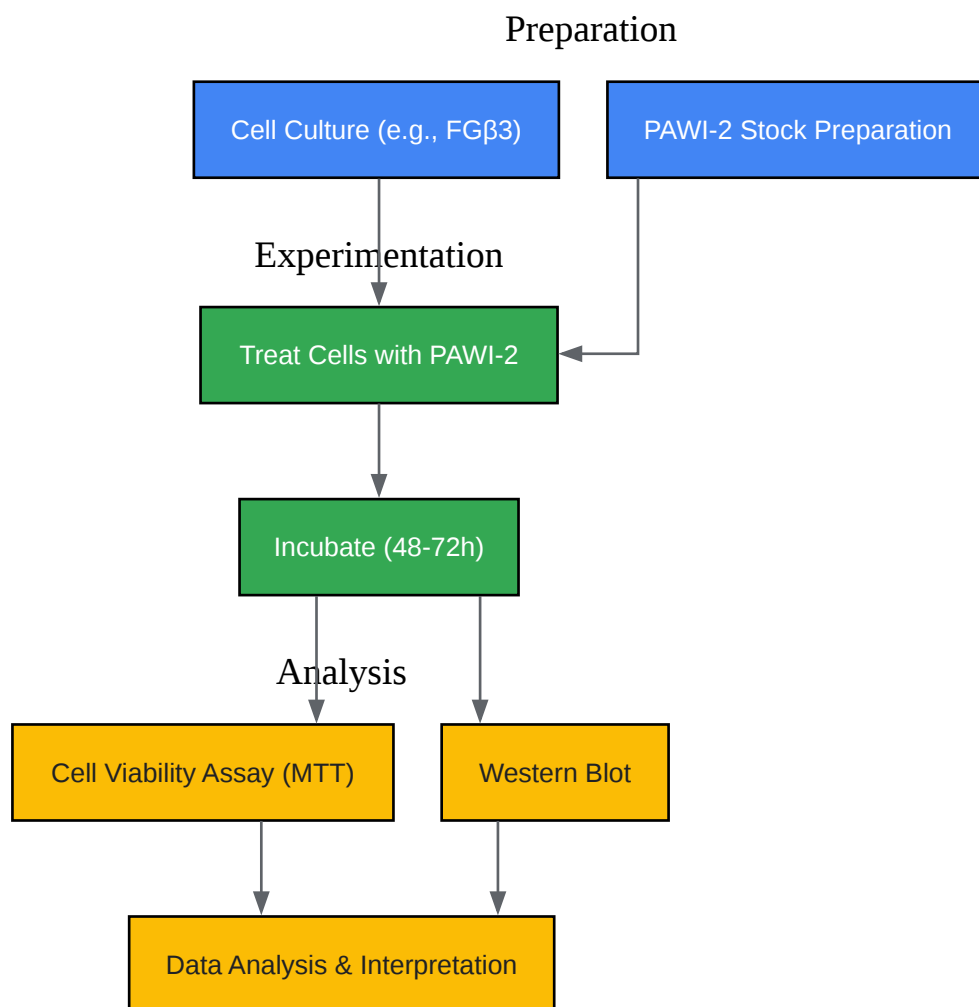 Preparation
Cell Culture (e.g., FGβ3)
PAWI-2 Stock Preparation
Experimentation
Treat Cells with PAWI-2
Incubate (48-72h)
Analysis
Cell Viability Assay (MTT)
Western Blot
Data Analysis & Interpretation